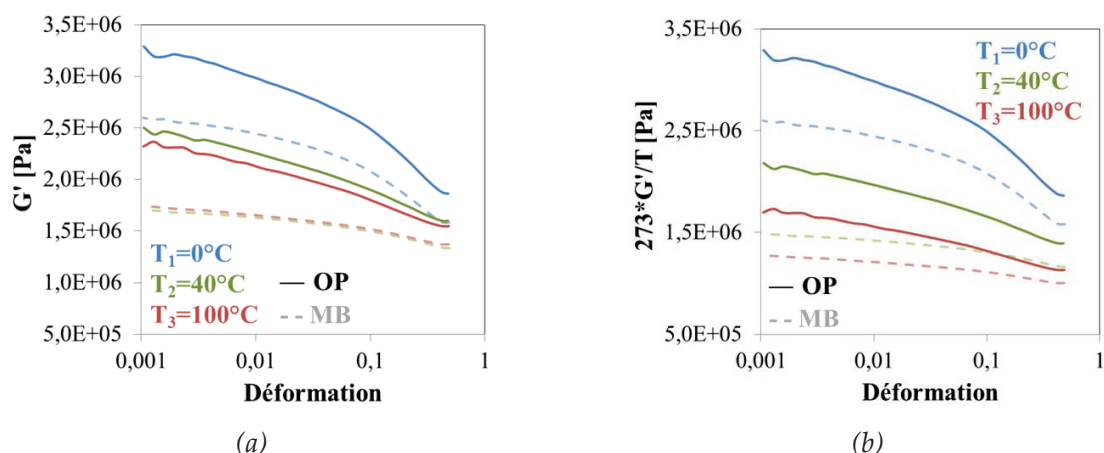 3,5E+06
3,0E+06
2,5E+06
2,0E+06
1,5E+06
1,0E+06
5,0E+05
G' [Pa]
T1=0°C
T2=40°C
T3=100°C
OP
MB
0,001
0,01
0,1
1
Déformation
(a)
3,5E+06
2,5E+06
1,5E+06
5,0E+05
273*G'/T [Pa]
T1=0°C
T2=40°C
T3=100°C
OP
MB
0,001
0,01
0,1
1
Déformation
(b)